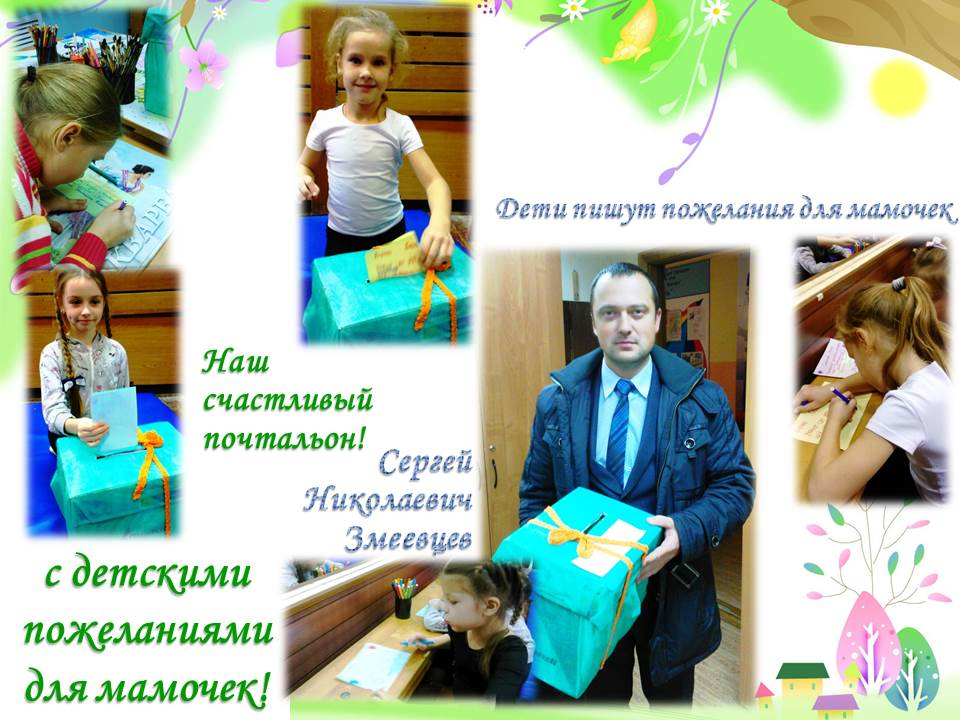 Дети пишут пожелания для мамочек
Наш
счастливый
почтальон!
Сергей
Николаевич
Змеевцев
с детскими
пожеланиями
для мамочек!